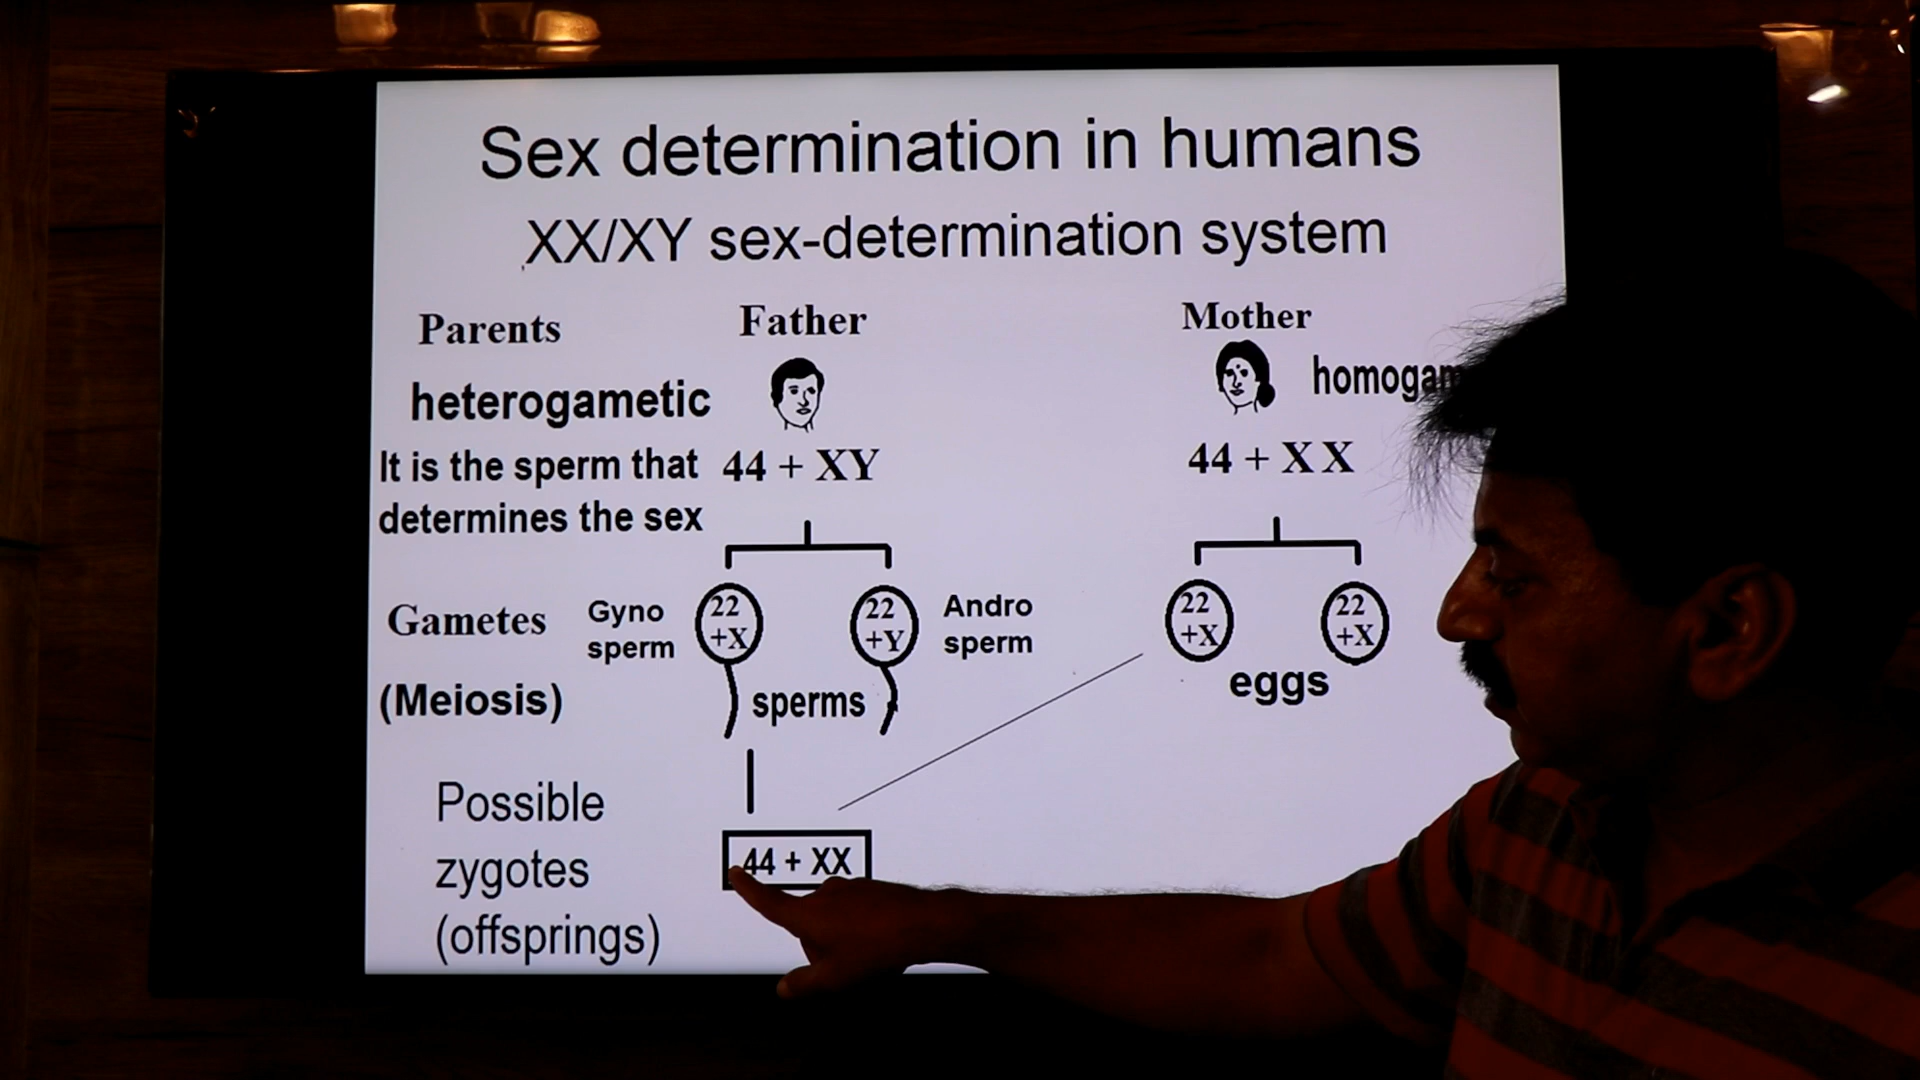 Sex determination in humans
XX/XY sex-determination system
Parents Father Mother
heterogametic
It is the sperm that 44 + XY 44 + X X
determines the sex
22 +X 22 +Y 22 +X 22 +X
Gametes Gyno sperm Andro sperm
(Meiosis) sperms eggs
Possible
zygotes 44 + XX
(offsprings)